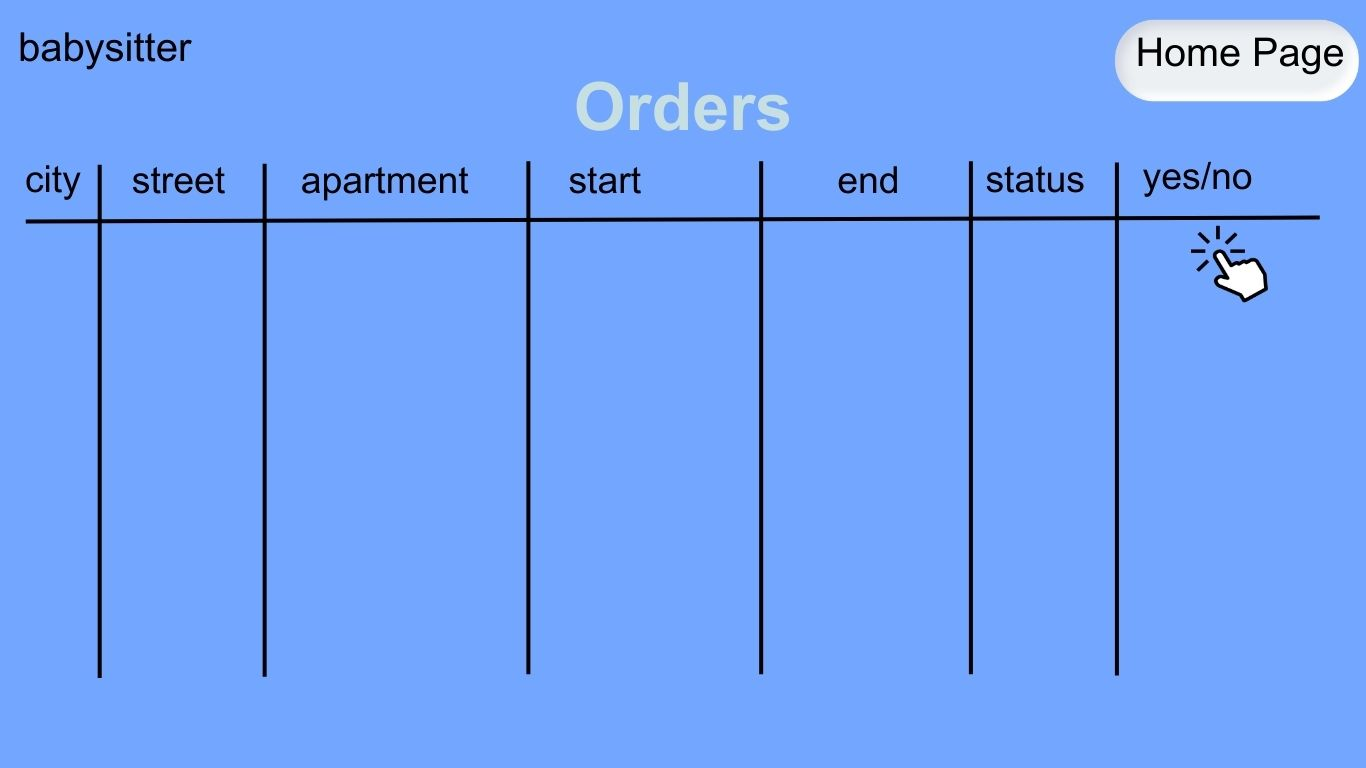 babysitter
Home Page
Orders
city street apartment start end status yes/no